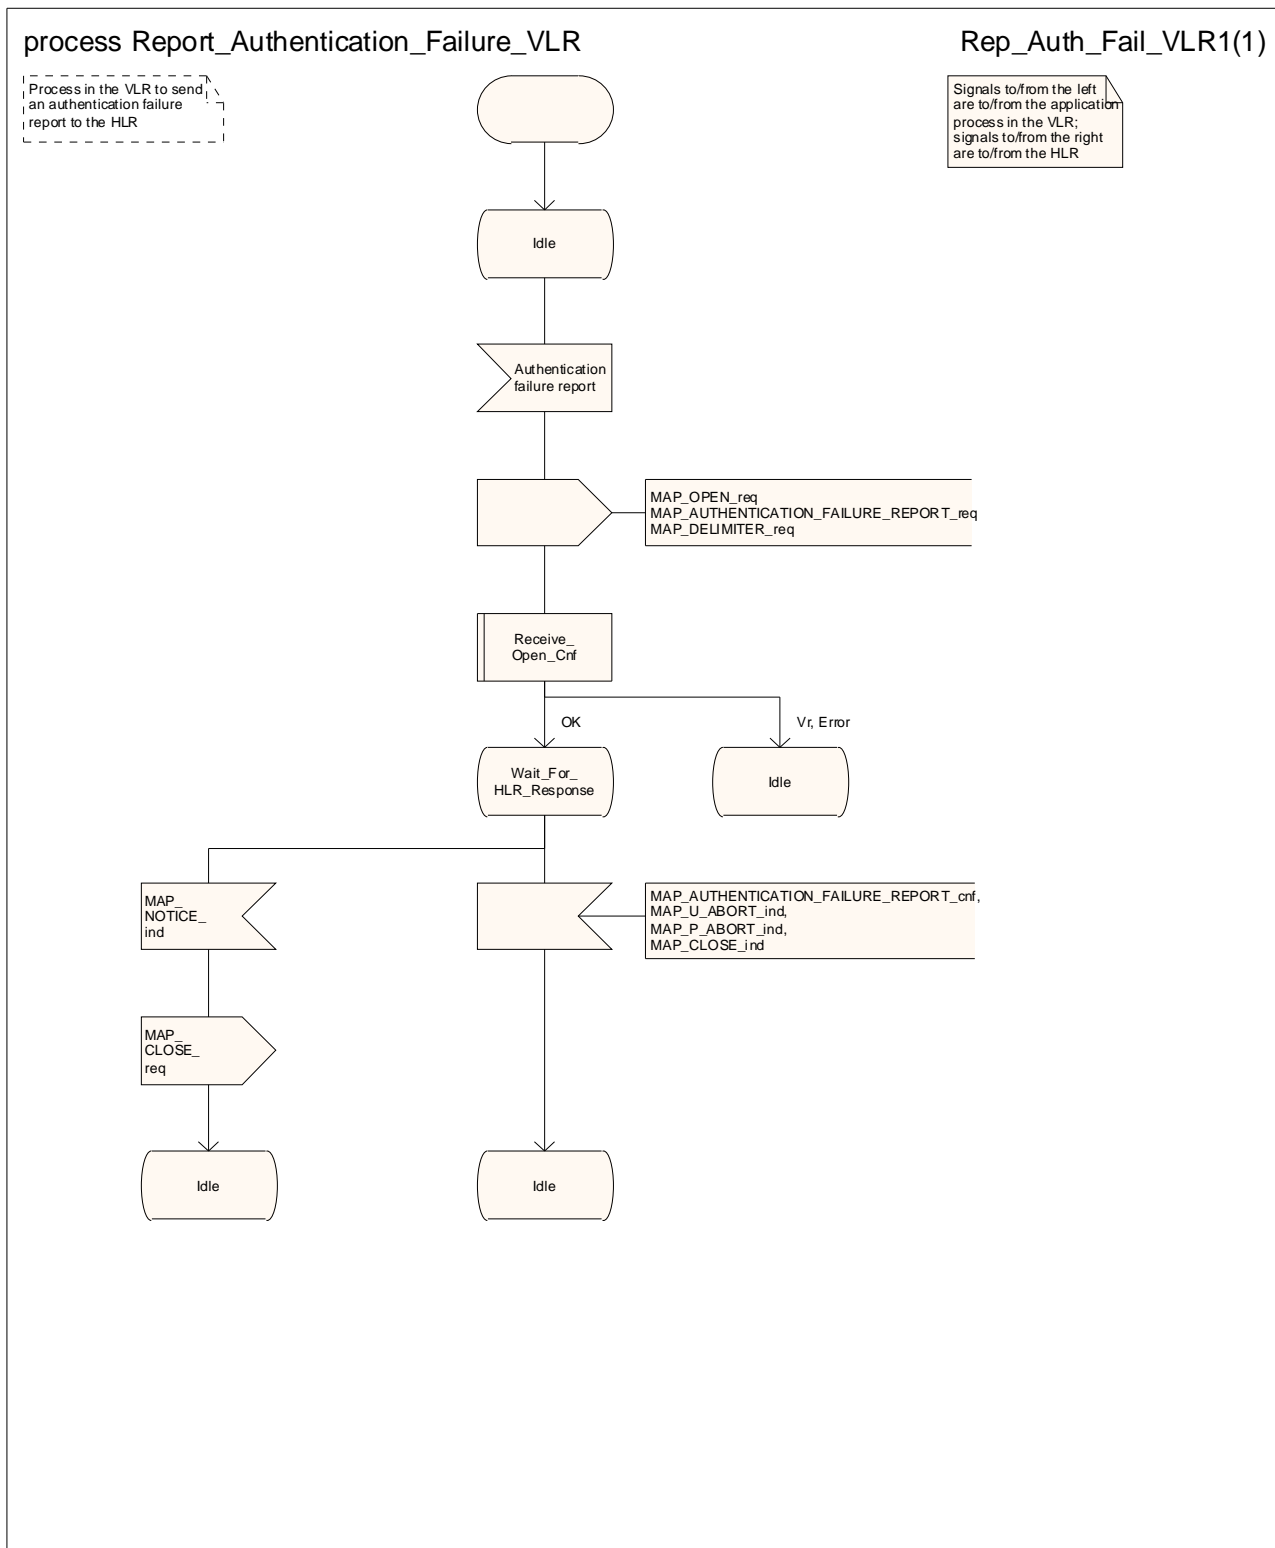 process Report_Authentication_Failure_VLR
Rep_Auth_Fail_VLR1(1)
Process in the VLR to send
an authentication failure
report to the HLR
Signals to/from the left
are to/from the application
process in the VLR;
signals to/from the right
are to/from the HLR
Idle
Authentication
failure report
MAP_OPEN_req
MAP_AUTHENTICATION_FAILURE_REPORT_req
MAP_DELIMITER_req
Receive_
Open_Cnf
OK
Vr, Error
Wait_For_
HLR_Response
Idle
MAP_
NOTICE_
ind
MAP_AUTHENTICATION_FAILURE_REPORT_cnf,
MAP_U_ABORT_ind,
MAP_P_ABORT_ind,
MAP_CLOSE_ind
MAP_
CLOSE_
req
Idle
Idle